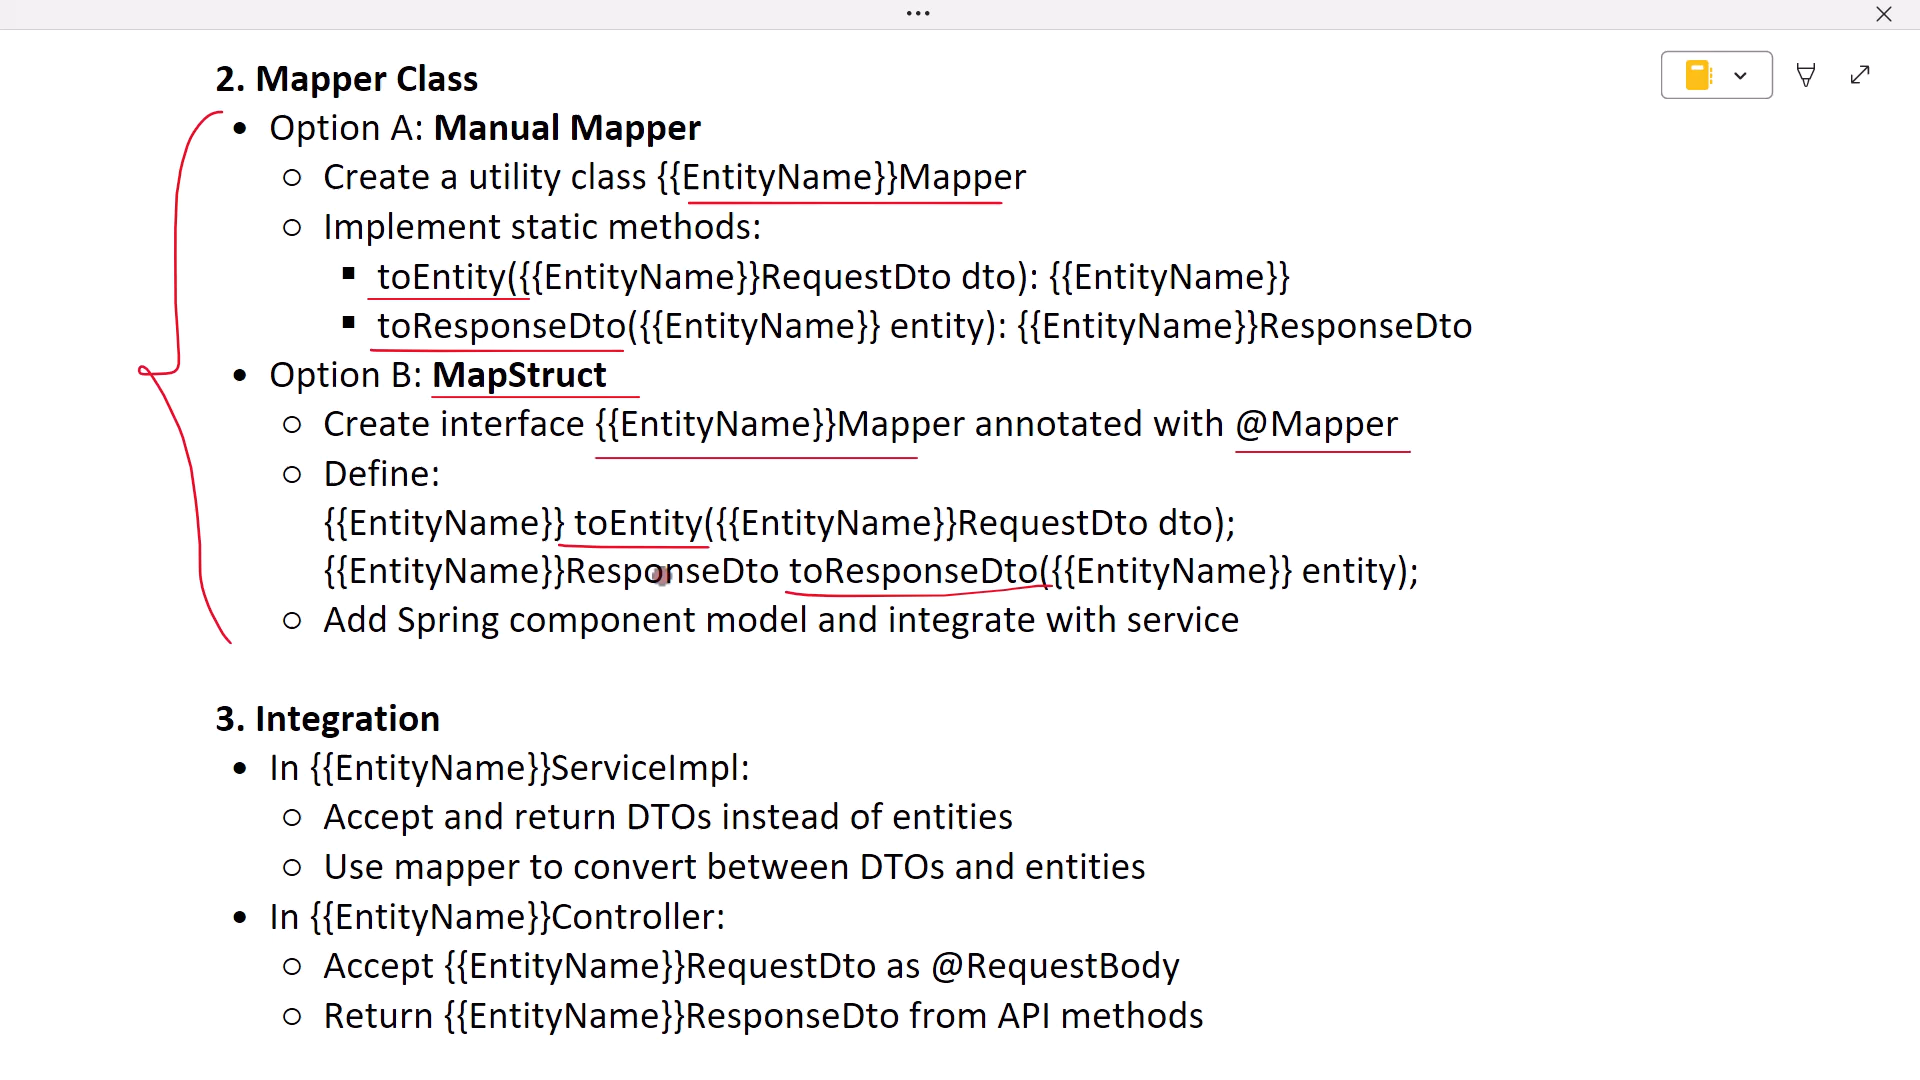 2. Mapper Class
• Option A: Manual Mapper
○ Create a utility class {{EntityName}}Mapper
○ Implement static methods:
▪ toEntity({{EntityName}}RequestDto dto): {{EntityName}}
▪ toResponseDto({{EntityName}} entity): {{EntityName}}ResponseDto
• Option B: MapStruct
○ Create interface {{EntityName}}Mapper annotated with @Mapper
○ Define:
{{EntityName}} toEntity({{EntityName}}RequestDto dto);
{{EntityName}}ResponseDto toResponseDto({{EntityName}} entity);
○ Add Spring component model and integrate with service
3. Integration
• In {{EntityName}}ServiceImpl:
○ Accept and return DTOs instead of entities
○ Use mapper to convert between DTOs and entities
• In {{EntityName}}Controller:
○ Accept {{EntityName}}RequestDto as @RequestBody
○ Return {{EntityName}}ResponseDto from API methods